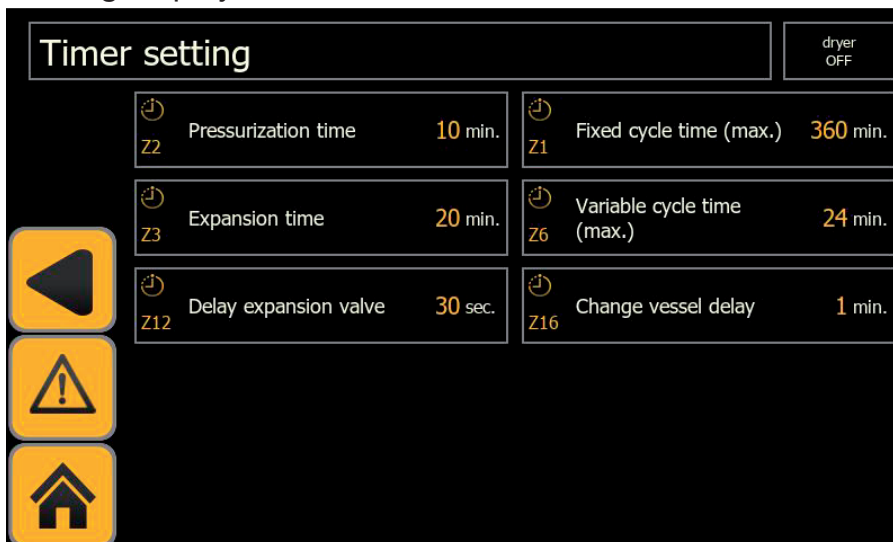 Timer setting
dryer
OFF
Z2 Pressurization time 10 min.
Z1 Fixed cycle time (max.) 360 min.
Z3 Expansion time 20 min.
Z6 Variable cycle time
(max.) 24 min.
Z12 Delay expansion valve 30 sec.
Z16 Change vessel delay 1 min.